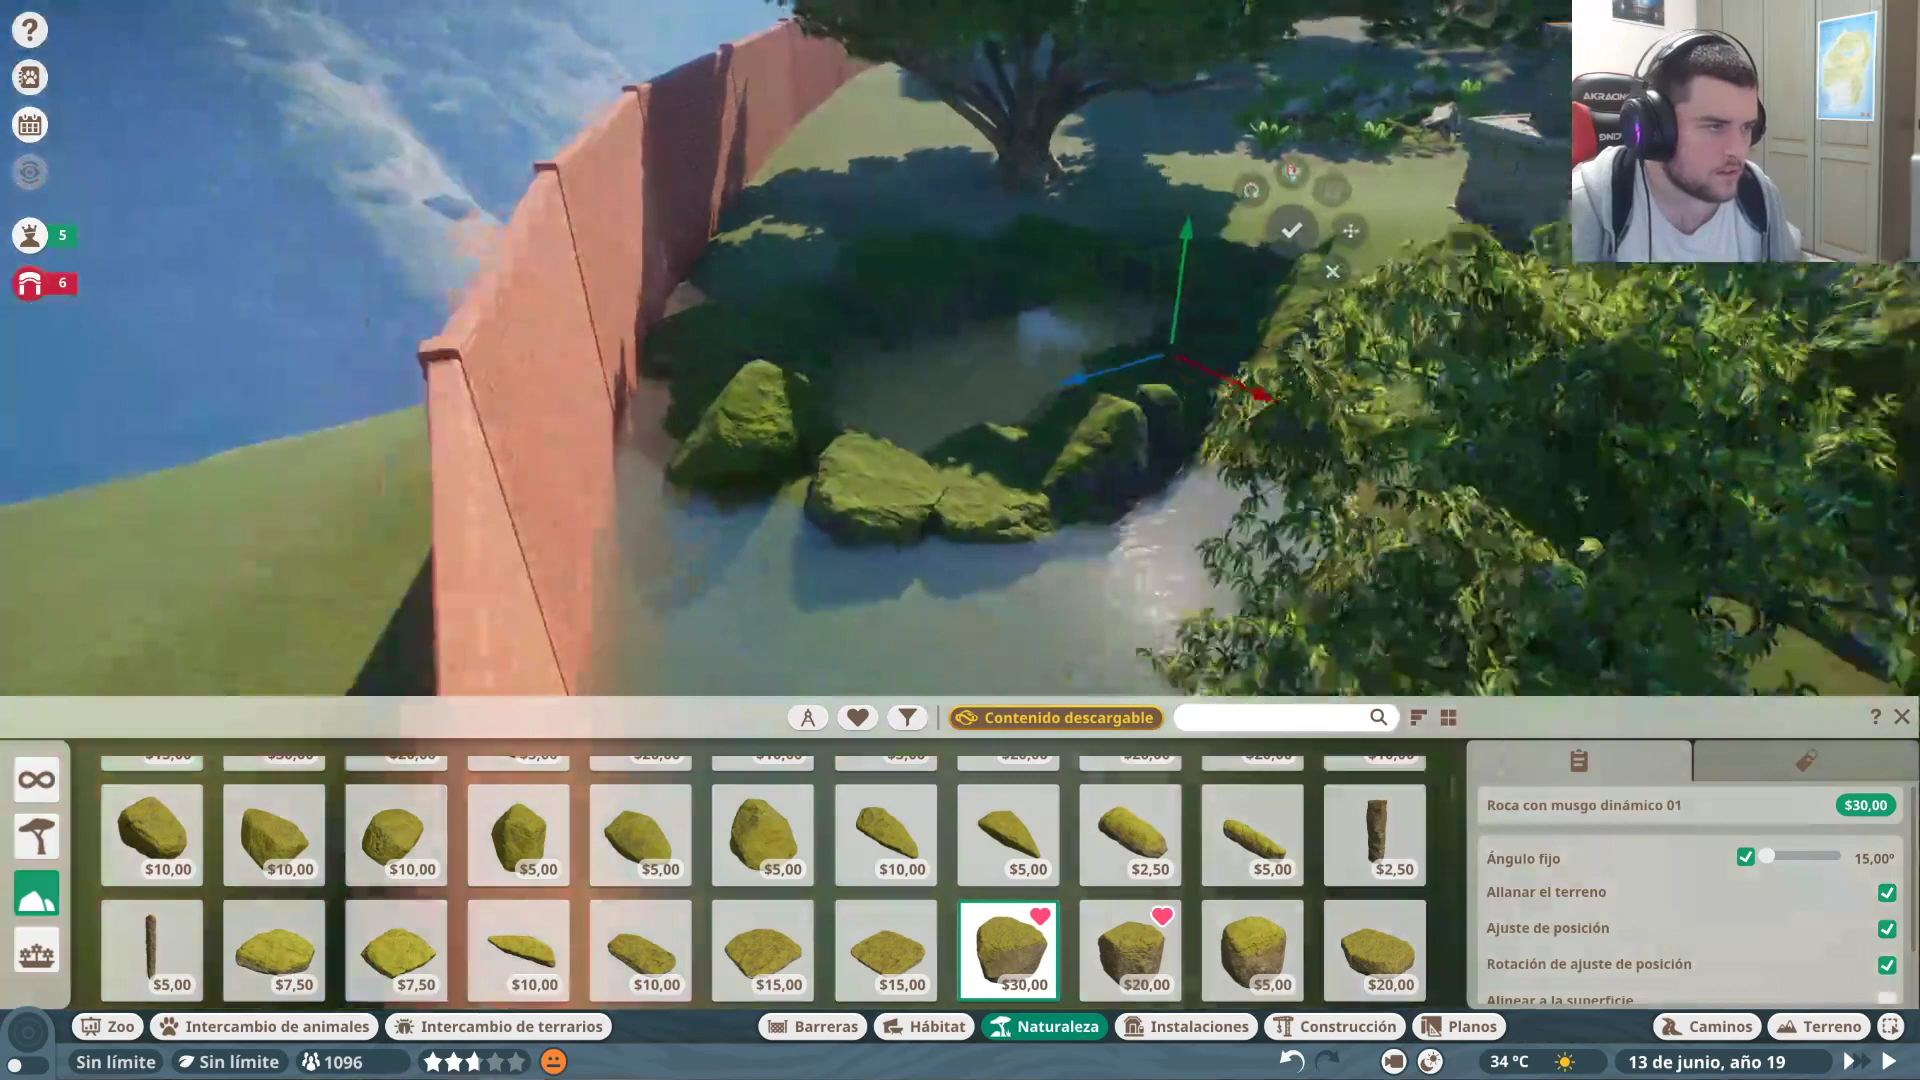 ?
5
6
AKRACING
Contenido descargable
?
$10,00 $10,00 $10,00 $5,00 $5,00 $5,00 $10,00 $5,00 $2,50 $5,00 $2,50
$5,00 $7,50 $7,50 $10,00 $10,00 $15,00 $15,00 $30,00 $20,00 $5,00 $20,00
Roca con musgo dinámico 01 $30,00
Ángulo fijo 15,00°
Allanar el terreno
Ajuste de posición
Rotación de ajuste de posición
Alinear a la superficie
Zoo Intercambio de animales Intercambio de terrarios Barreras Hábitat Naturaleza Instalaciones Construcción Planos Caminos Terreno
Sin límite Sin límite 1096 34 °C 13 de junio, año 19